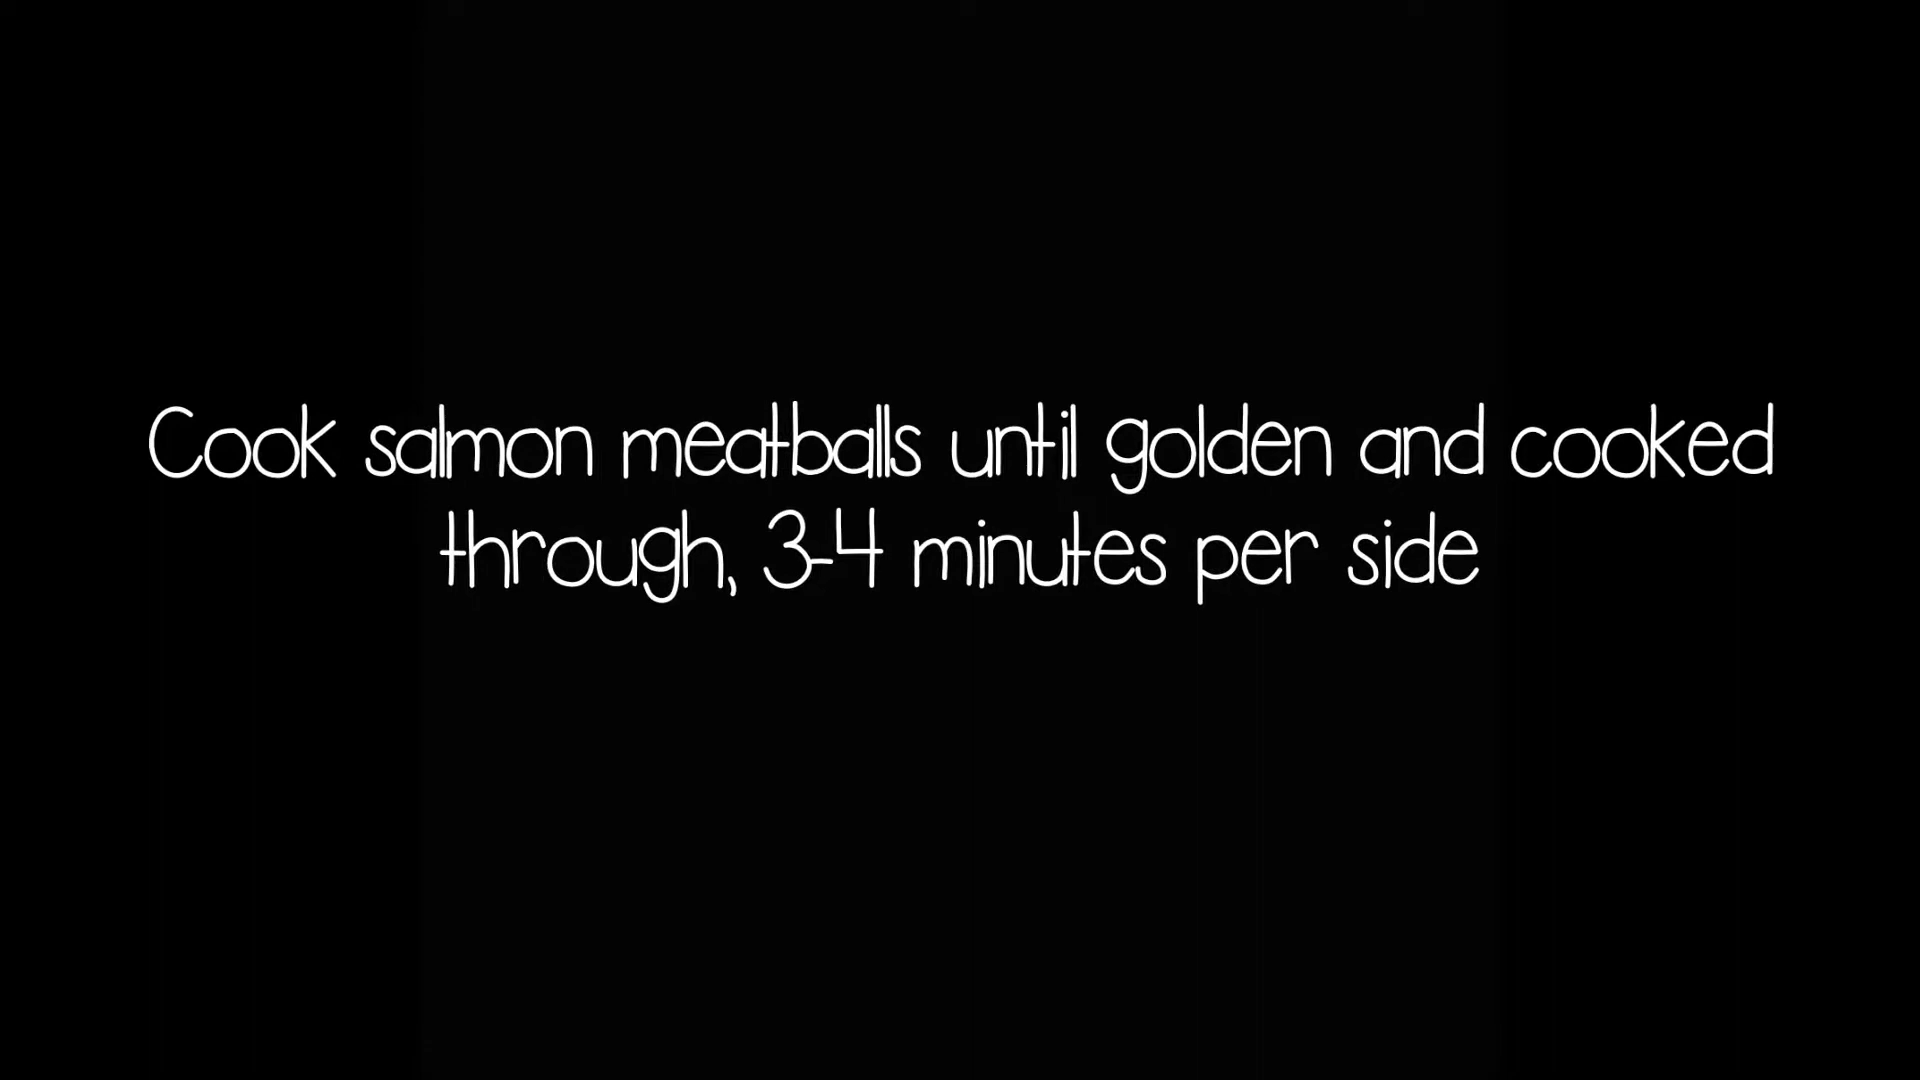 Cook salmon meatballs until golden and cooked
through, 3-4 minutes per side